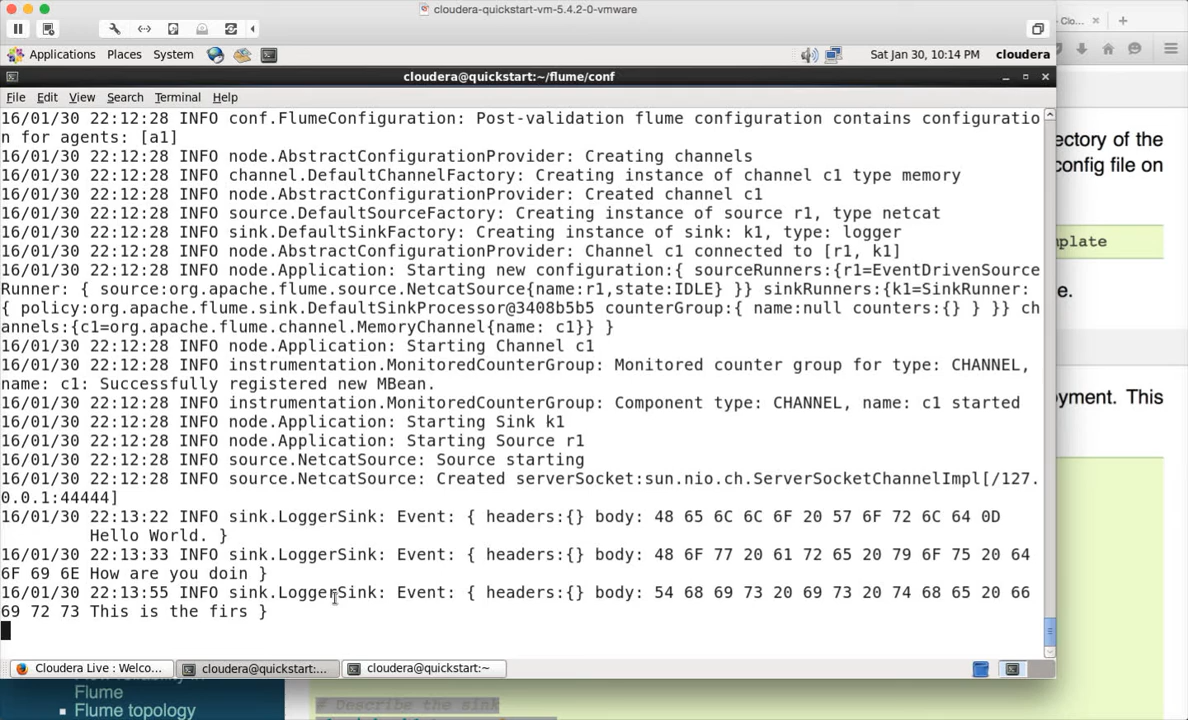 cloudera-quickstart-vm-5.4.2-0-vmware
Clo...
Applications Places System Sat Jan 30, 10:14 PM cloudera
cloudera@quickstart:~/flume/conf
File Edit View Search Terminal Help
16/01/30 22:12:28 INFO conf.FlumeConfiguration: Post-validation flume configuration contains configuratio
n for agents: [a1]
16/01/30 22:12:28 INFO node.AbstractConfigurationProvider: Creating channels
16/01/30 22:12:28 INFO channel.DefaultChannelFactory: Creating instance of channel c1 type memory
16/01/30 22:12:28 INFO node.AbstractConfigurationProvider: Created channel c1
16/01/30 22:12:28 INFO source.DefaultSourceFactory: Creating instance of source r1, type netcat
16/01/30 22:12:28 INFO sink.DefaultSinkFactory: Creating instance of sink: k1, type: logger
16/01/30 22:12:28 INFO node.AbstractConfigurationProvider: Channel c1 connected to [r1, k1]
16/01/30 22:12:28 INFO node.Application: Starting new configuration:{ sourceRunners:{r1=EventDrivenSource
Runner: { source:org.apache.flume.source.NetcatSource{name:r1,state:IDLE} }} sinkRunners:{k1=SinkRunner:
{ policy:org.apache.flume.sink.DefaultSinkProcessor@3408b5b5 counterGroup:{ name:null counters:{} } }} ch
annels:{c1=org.apache.flume.channel.MemoryChannel{name: c1}} }
16/01/30 22:12:28 INFO node.Application: Starting Channel c1
16/01/30 22:12:28 INFO instrumentation.MonitoredCounterGroup: Monitored counter group for type: CHANNEL,
name: c1: Successfully registered new MBean.
16/01/30 22:12:28 INFO instrumentation.MonitoredCounterGroup: Component type: CHANNEL, name: c1 started
16/01/30 22:12:28 INFO node.Application: Starting Sink k1
16/01/30 22:12:28 INFO node.Application: Starting Source r1
16/01/30 22:12:28 INFO source.NetcatSource: Source starting
16/01/30 22:12:28 INFO source.NetcatSource: Created serverSocket:sun.nio.ch.ServerSocketChannelImpl[/127.
0.0.1:44444]
16/01/30 22:13:22 INFO sink.LoggerSink: Event: { headers:{} body: 48 65 6C 6C 6F 20 57 6F 72 6C 64 0D
Hello World. }
16/01/30 22:13:33 INFO sink.LoggerSink: Event: { headers:{} body: 48 6F 77 20 61 72 65 20 79 6F 75 20 64
6F 69 6E How are you doin }
16/01/30 22:13:55 INFO sink.LoggerSink: Event: { headers:{} body: 54 68 69 73 20 69 73 20 74 68 65 20 66
69 72 73 This is the firs }
Cloudera Live : Welco... cloudera@quickstart:... cloudera@quickstart:~
ectory of the
config file on
mplate
e.
oyment. This
Flume
Flume topology
# Describe the sink